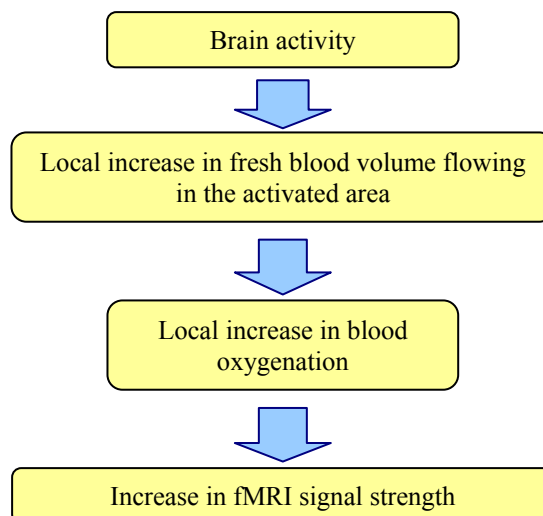 Brain activity
Local increase in fresh blood volume flowing
in the activated area
Local increase in blood
oxygenation
Increase in fMRI signal strength